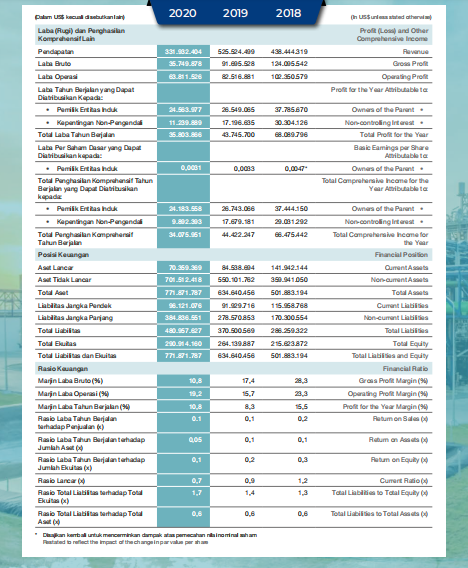 (Dalam US$ kecuali disebutkan lain) 2020 2019 2018 (In US$ unless stated otherwise)
Laba (Rugi) dan Penghasilan Komprehensif Lain Profit (Loss) and Other Comprehensive Income
Pendapatan 331.932.404 525.524.499 438.444.319 Revenue
Laba Bruto 35.749.878 91.695.528 124.095.542 Gross Profit
Laba Operasi 63.811.526 82.516.881 102.350.579 Operating Profit
Laba Tahun Berjalan yang Dapat Distribusikan Kepada: Profit for the Year Attributable to:
• Pemilik Entitas Induk 24.563.977 26.549.065 37.785.670 Owners of the Parent •
• Kepentingan Non-Pengendali 11.239.889 17.196.635 30.304.126 Non-controlling Interest •
Total Laba Tahun Berjalan 35.803.866 43.745.700 68.089.796 Total Profit for the Year
Laba Per Saham Dasar yang Dapat Distribusikan kepada: Basic Earnings per Share Attributable to:
• Pemilik Entitas Induk 0,0031 0,0033 0,0047* Owners of the Parent •
Total Penghasilan Komprehensif Tahun Berjalan yang Dapat Distribusikan kepada: Total Comprehensive Income for the Year Attributable to:
• Pemilik Entitas Induk 24.183.558 26.743.066 37.444.150 Owners of the Parent •
• Kepentingan Non-Pengendali 9.892.393 17.679.181 29.031.292 Non-controlling Interest •
Total Penghasilan Komprehensif Tahun Berjalan 34.075.951 44.422.247 66.475.442 Total Comprehensive Income for the Year
Posisi Keuangan Financial Position
Aset Lancar 70.359.369 84.538.694 141.942.144 Current Assets
Aset Tidak Lancar 701.512.418 550.101.762 359.941.050 Non-current Assets
Total Aset 771.871.787 634.640.456 501.883.194 Total Assets
Liabilitas Jangka Pendek 96.121.076 91.929.716 115.958.768 Current Liabilities
Liabilitas Jangka Panjang 384.836.551 278.570.853 170.300.554 Non-current Liabilities
Total Liabilitas 480.957.627 370.500.569 286.259.322 Total Liabilities
Total Ekuitas 290.914.160 264.139.887 215.623.872 Total Equity
Total Liabilitas dan Ekuitas 771.871.787 634.640.456 501.883.194 Total Liabilities and Equity
Rasio Keuangan Financial Ratio
Marjin Laba Bruto (%) 10,8 17,4 28,3 Gross Profit Margin (%)
Marjin Laba Operasi (%) 19,2 15,7 23,3 Operating Profit Margin (%)
Marjin Laba Tahun Berjalan (%) 10,8 8,3 15,5 Profit for the Year Margin (%)
Rasio Laba Tahun Berjalan terhadap Penjualan (x) 0.1 0,1 0,2 Return on Sales (x)
Rasio Laba Tahun Berjalan terhadap Jumlah Aset (x) 0,05 0,1 0,1 Return on Assets (x)
Rasio Laba Tahun Berjalan terhadap Jumlah Ekuitas (x) 0,1 0,2 0,3 Return on Equity (x)
Rasio Lancar (x) 0,7 0,9 1,2 Current Ratio (x)
Rasio Total Liabilitas terhadap Total Ekuitas (x) 1,7 1,4 1,3 Total Liabilities to Total Equity (x)
Rasio Total Liabilitas terhadap Total Aset (x) 0,6 0,6 0,6 Total Liabilities to Total Assets (x)
* Disajikan kembali untuk mencerminkan dampak atas pemecahan nilai nominal saham
Restated to reflect the impact of the change in par value per share